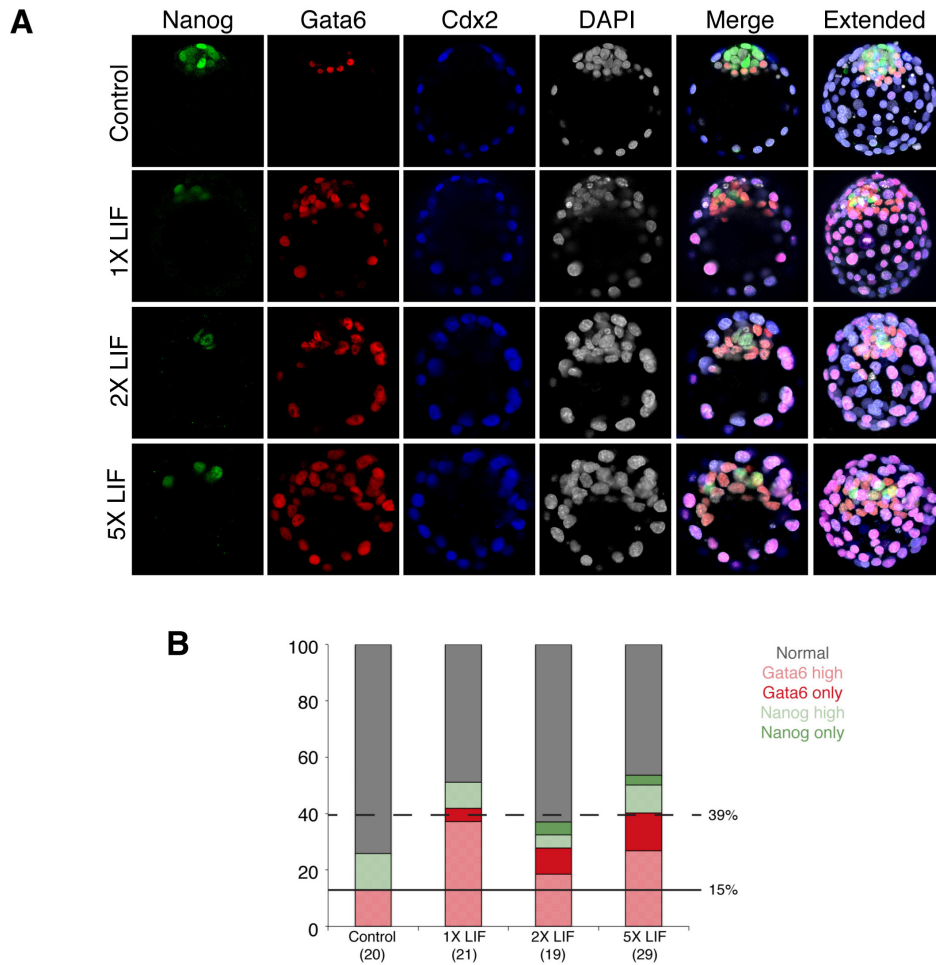 A
Nanog Gata6 Cdx2 DAPI Merge Extended
Control
1X LIF
2X LIF
5X LIF
B
100
80
60
40
20
0
Normal
Gata6 high
Gata6 only
Nanog high
Nanog only
39%
15%
Control 1X LIF 2X LIF 5X LIF
(20) (21) (19) (29)